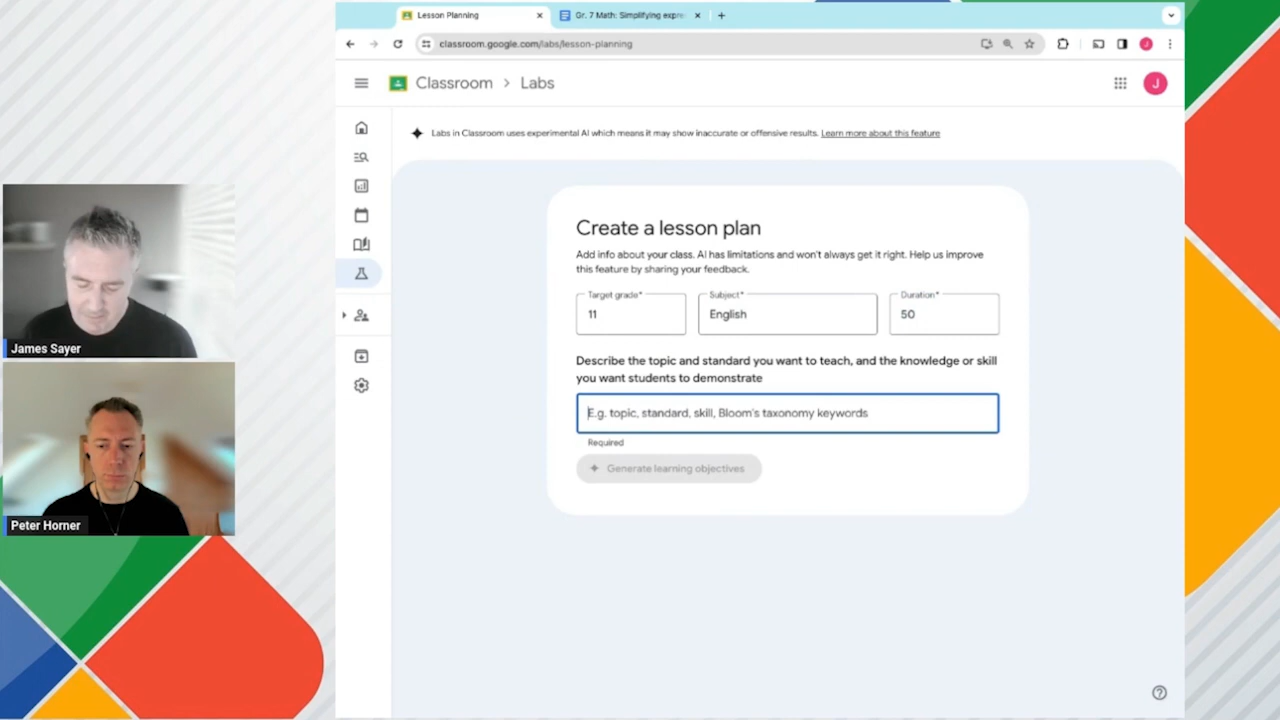 Lesson Planning
Gr. 7 Math: Simplifying expre
classroom.google.com/labs/lesson-planning
J
Classroom > Labs
J
Labs in Classroom uses experimental AI which means it may show inaccurate or offensive results. Learn more about this feature
Create a lesson plan
Add info about your class. AI has limitations and won't always get it right. Help us improve
this feature by sharing your feedback.
Target grade* Subject* Duration*
11 English 50
Describe the topic and standard you want to teach, and the knowledge or skill
you want students to demonstrate
E.g. topic, standard, skill, Bloom's taxonomy keywords
Required
Generate learning objectives
James Sayer
Peter Horner